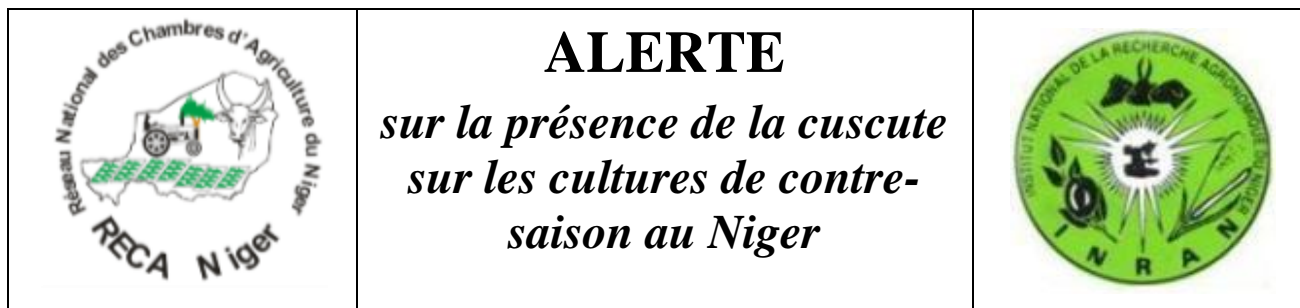 Réseau National des Chambres d'Agriculture du Niger
RECA Niger
ALERTE
sur la présence de la cuscute
sur les cultures de contre-
saison au Niger
INSTITUT NATIONAL DE LA RECHERCHE AGRONOMIQUE DU NIGER
INRAN